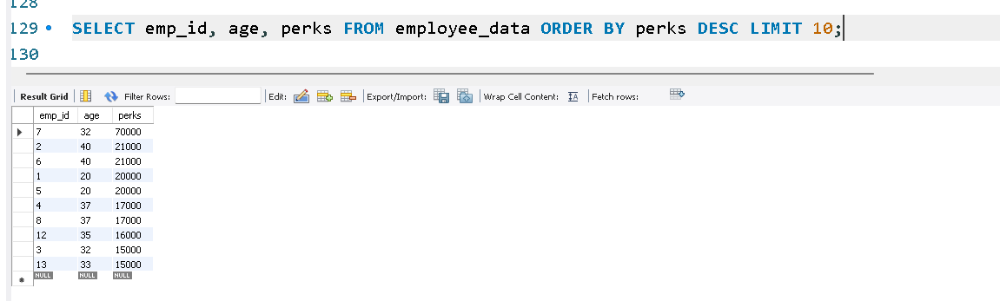 128
129 SELECT emp_id, age, perks FROM employee_data ORDER BY perks DESC LIMIT 10;
130
Result Grid Filter Rows: Edit: Export/Import: Wrap Cell Content: IA Fetch rows:
emp_id age perks
7 32 70000
2 40 21000
6 40 21000
1 20 20000
5 20 20000
4 37 17000
8 37 17000
12 35 16000
3 32 15000
13 33 15000
NULL NULL NULL